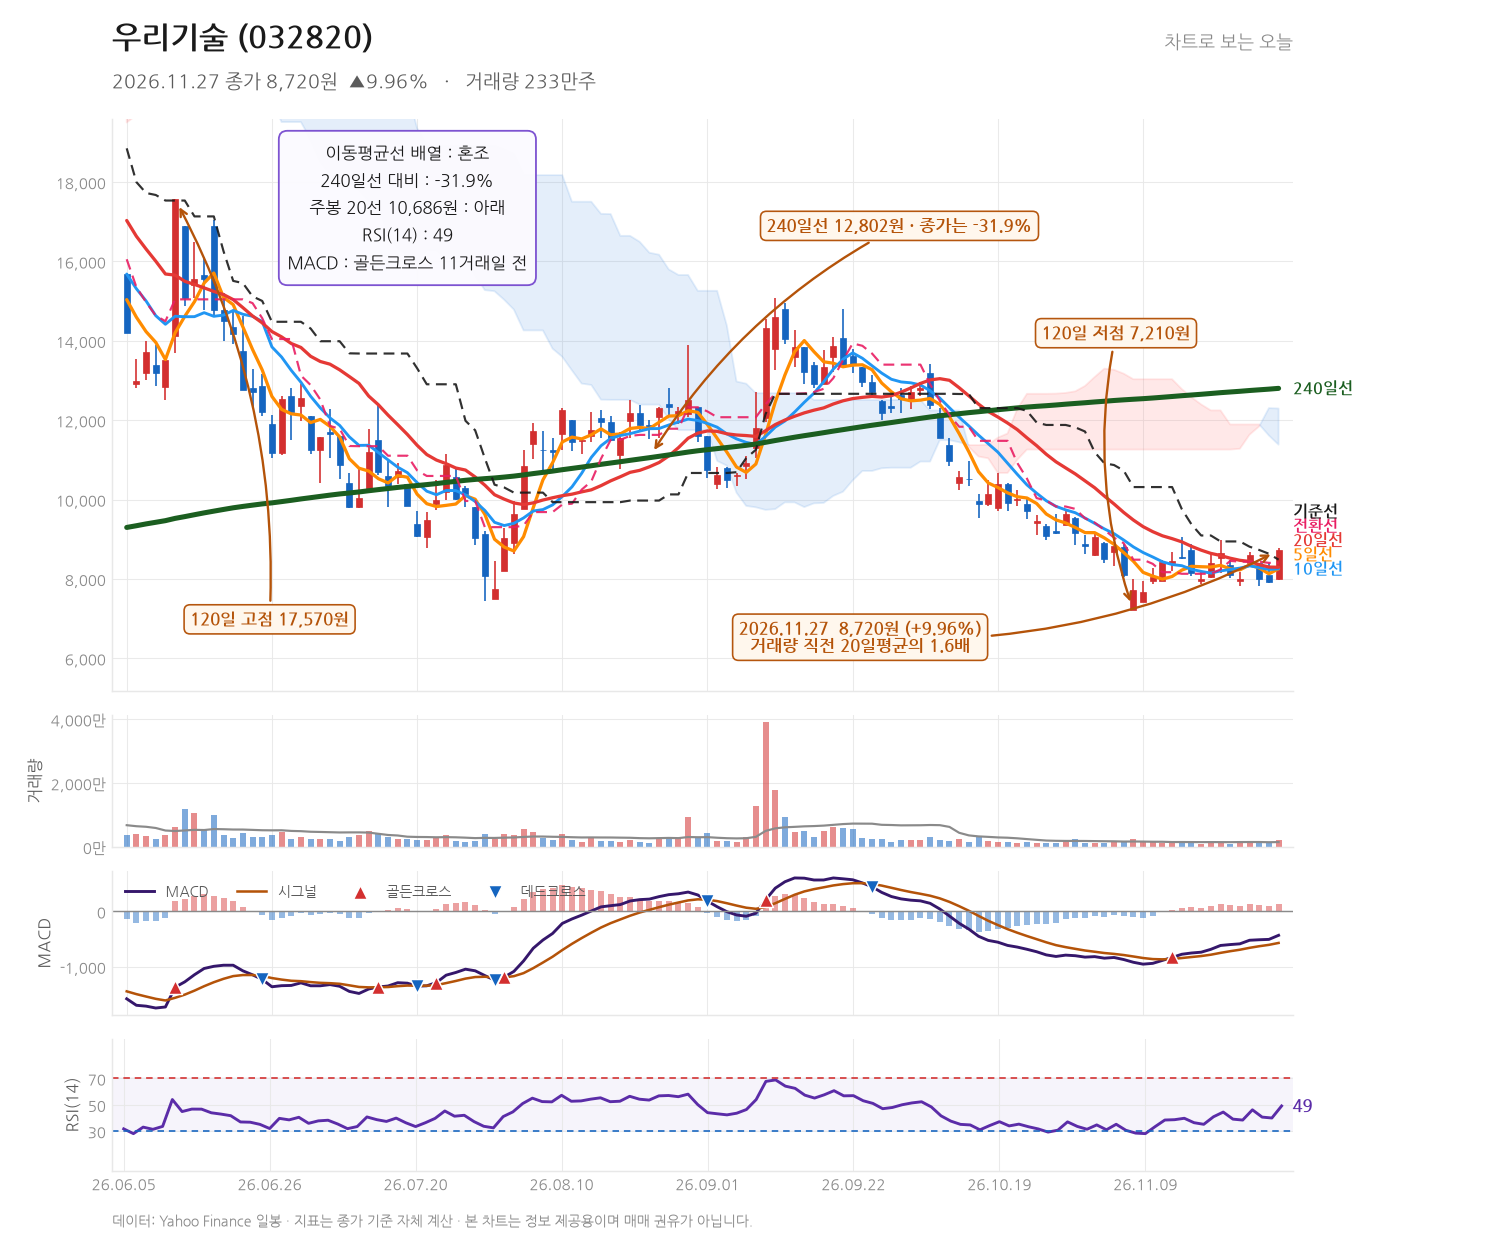 우리기술 (032820)
차트로 보는 오늘
2026.11.27 종가 8,720원 ▲9.96% · 거래량 233만주
이동평균선 배열 : 혼조
240일선 대비 : -31.9%
주봉 20선 10,686원 : 아래
RSI(14) : 49
MACD : 골든크로스 11거래일 전
240일선 12,802원 · 종가는 -31.9%
120일 저점 7,210원
120일 고점 17,570원
2026.11.27 8,720원 (+9.96%)
거래량 직전 20일평균의 1.6배
18,000
16,000
14,000
12,000
10,000
8,000
6,000
240일선
기준선
전환선
20일선
5일선
10일선
거래량
4,000만
2,000만
0만
MACD
MACD 시그널 골든크로스 데드크로스
0
-1,000
RSI(14)
70
50
30
49
26.06.05 26.06.26 26.07.20 26.08.10 26.09.01 26.09.22 26.10.19 26.11.09
데이터: Yahoo Finance 일봉 · 지표는 종가 기준 자체 계산 · 본 차트는 정보 제공용이며 매매 권유가 아닙니다.